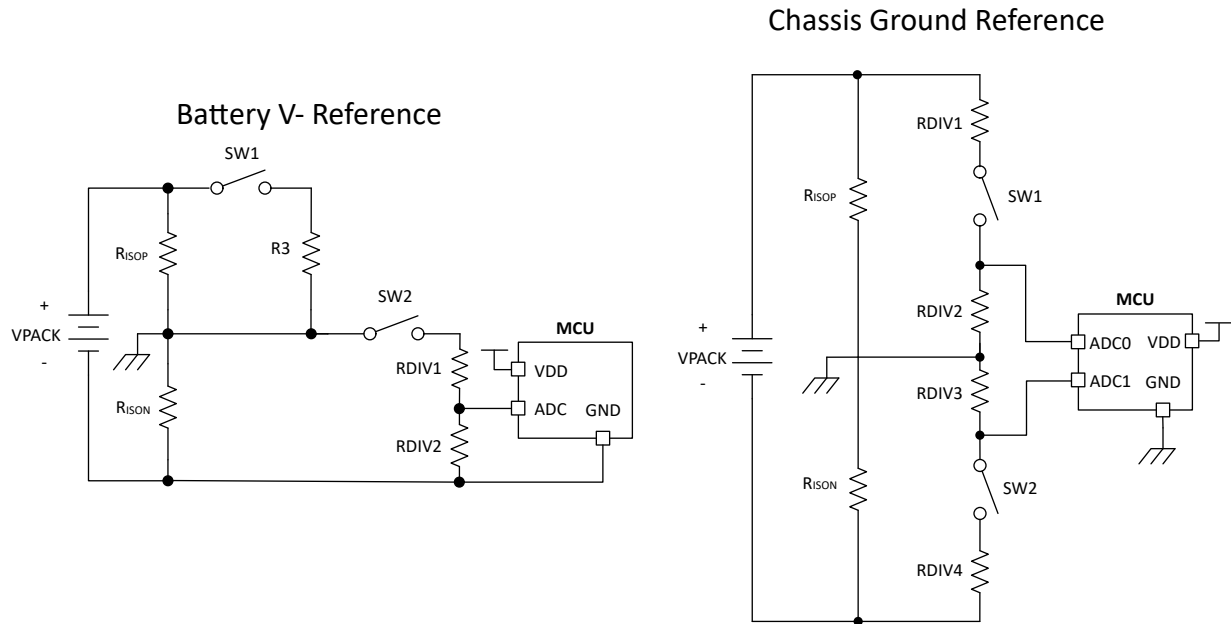 Chassis Ground Reference
Battery V- Reference
SW1
RISOP
R3
SW2
+
VPACK
-
RISON
RDIV1
RDIV2
MCU
VDD
ADC
GND
RDIV1
SW1
RISOP
RDIV2
+
VPACK
-
RDIV3
RISON
SW2
RDIV4
MCU
ADC0
VDD
ADC1
GND